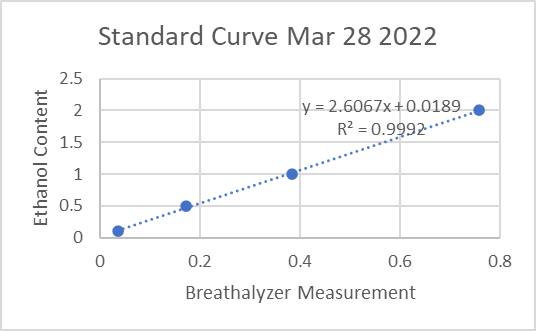 Standard Curve Mar 28 2022
2.5
2
1.5
1
0.5
0
Ethanol Content
y = 2.6067x + 0.0189
R² = 0.9992
0 0.2 0.4 0.6 0.8
Breathalyzer Measurement